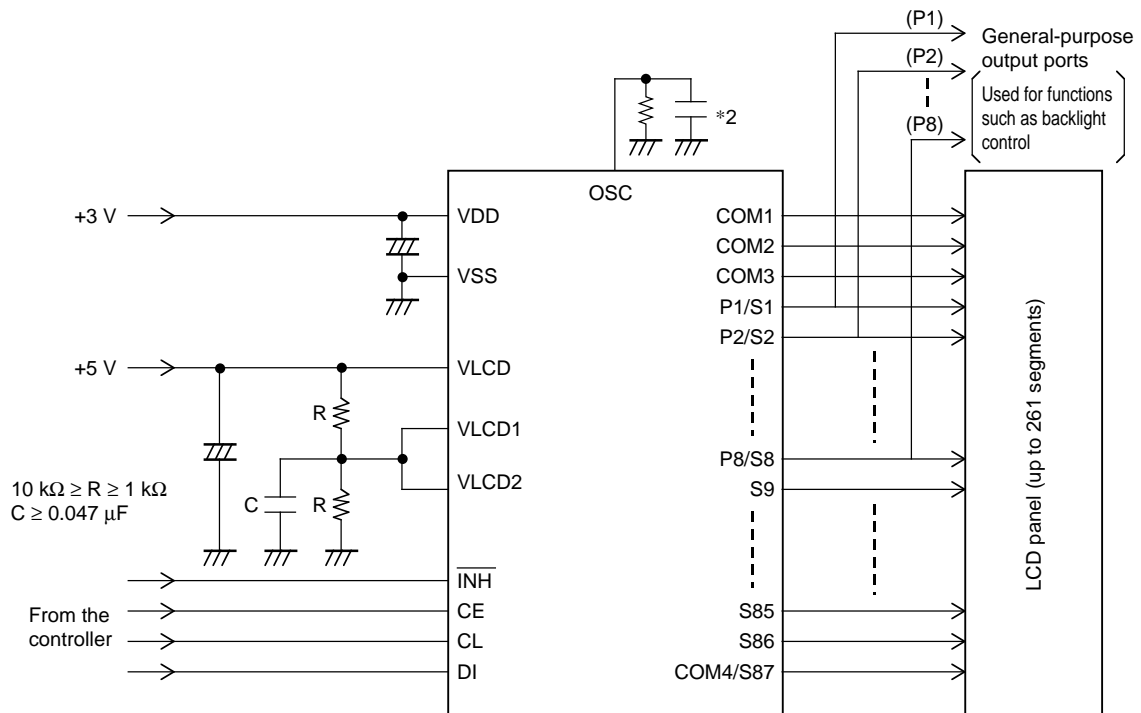 (P1)
General-purpose
output ports
(P2)
Used for functions
such as backlight
control
(P8)
*2
OSC
+3 V
VDD
COM1
COM2
VSS
COM3
P1/S1
P2/S2
+5 V
VLCD
R
VLCD1
P8/S8
VLCD2
S9
10 kΩ ≥ R ≥ 1 kΩ
C ≥ 0.047 μF
C
R
LCD panel (up to 261 segments)
INH
From the
controller
CE
S85
CL
S86
DI
COM4/S87